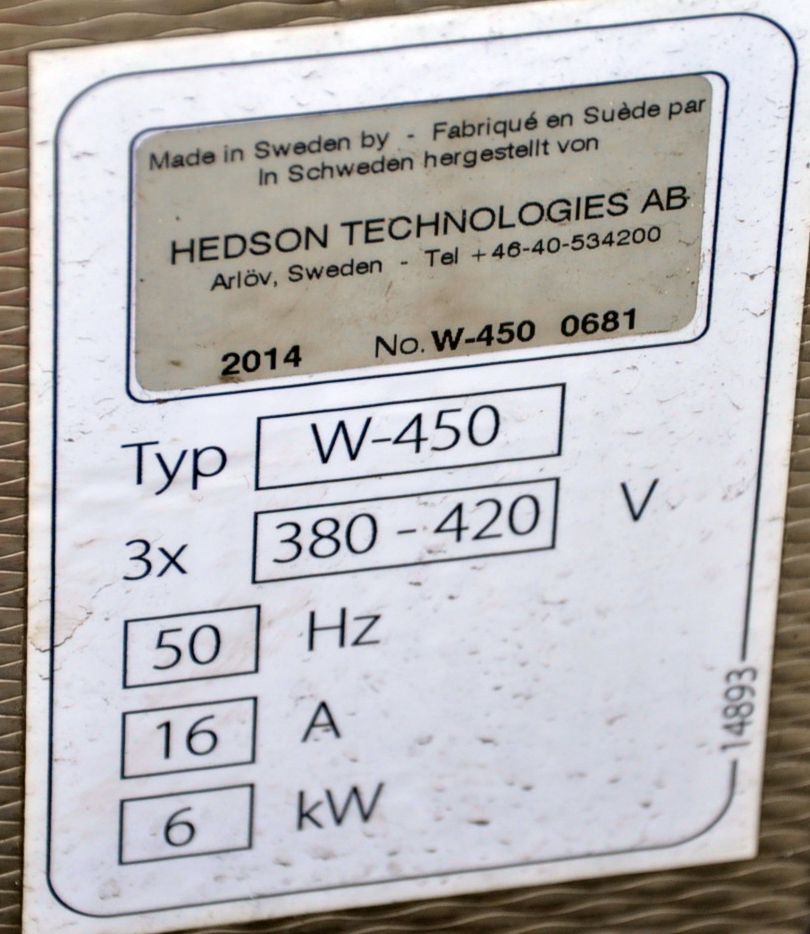 Made in Sweden by - Fabriqué en Suède par
In Schweden hergestellt von
HEDSON TECHNOLOGIES AB
Arlöv, Sweden - Tel +46-40-534200
2014 No. W-450 0681
Typ W-450
3x 380 - 420 V
50 Hz
16 A
6 kW
14893